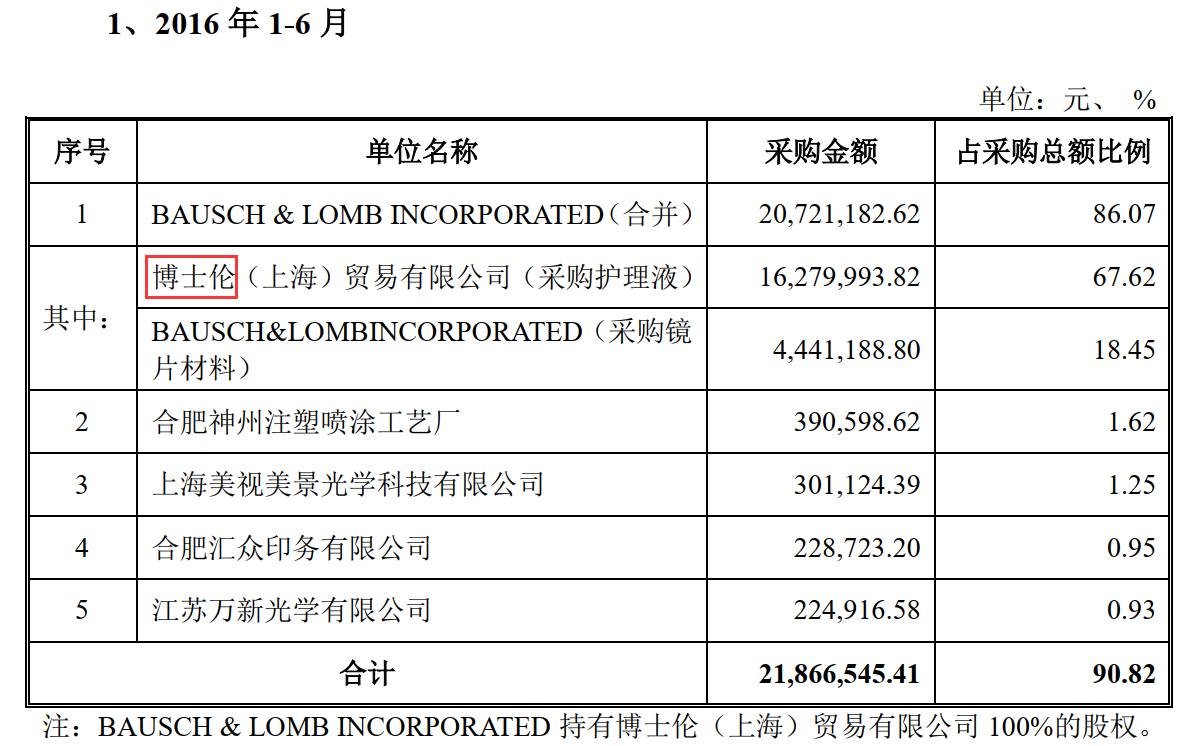 1、2016 年 1-6 月
单位：元、 %
序号 单位名称 采购金额 占采购总额比例
1 BAUSCH & LOMB INCORPORATED（合并） 20,721,182.62 86.07
其中： 博士伦（上海）贸易有限公司（采购护理液） 16,279,993.82 67.62
BAUSCH&LOMBINCORPORATED（采购镜
片材料） 4,441,188.80 18.45
2 合肥神州注塑喷涂工艺厂 390,598.62 1.62
3 上海美视美景光学科技有限公司 301,124.39 1.25
4 合肥汇众印务有限公司 228,723.20 0.95
5 江苏万新光学有限公司 224,916.58 0.93
合计 21,866,545.41 90.82
注：BAUSCH & LOMB INCORPORATED 持有博士伦（上海）贸易有限公司 100%的股权。